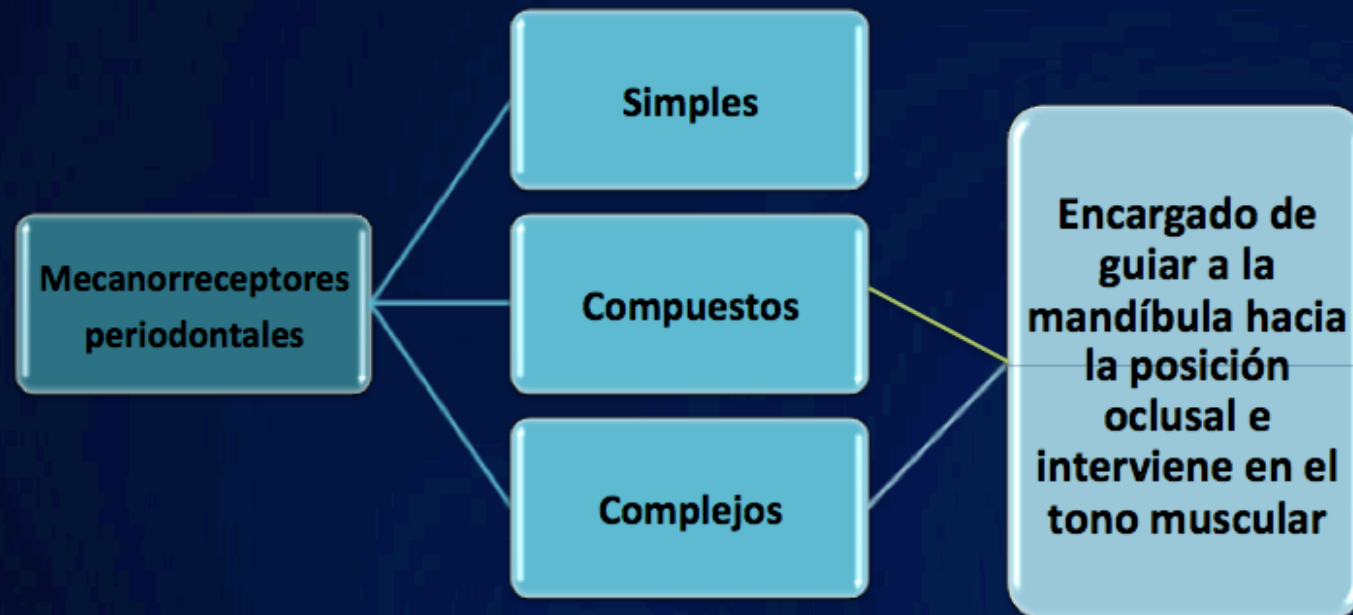 Mecanorreceptores
periodontales
Simples
Compuestos
Complejos
Encargado de
guiar a la
mandíbula hacia
la posición
oclusal e
interviene en el
tono muscular